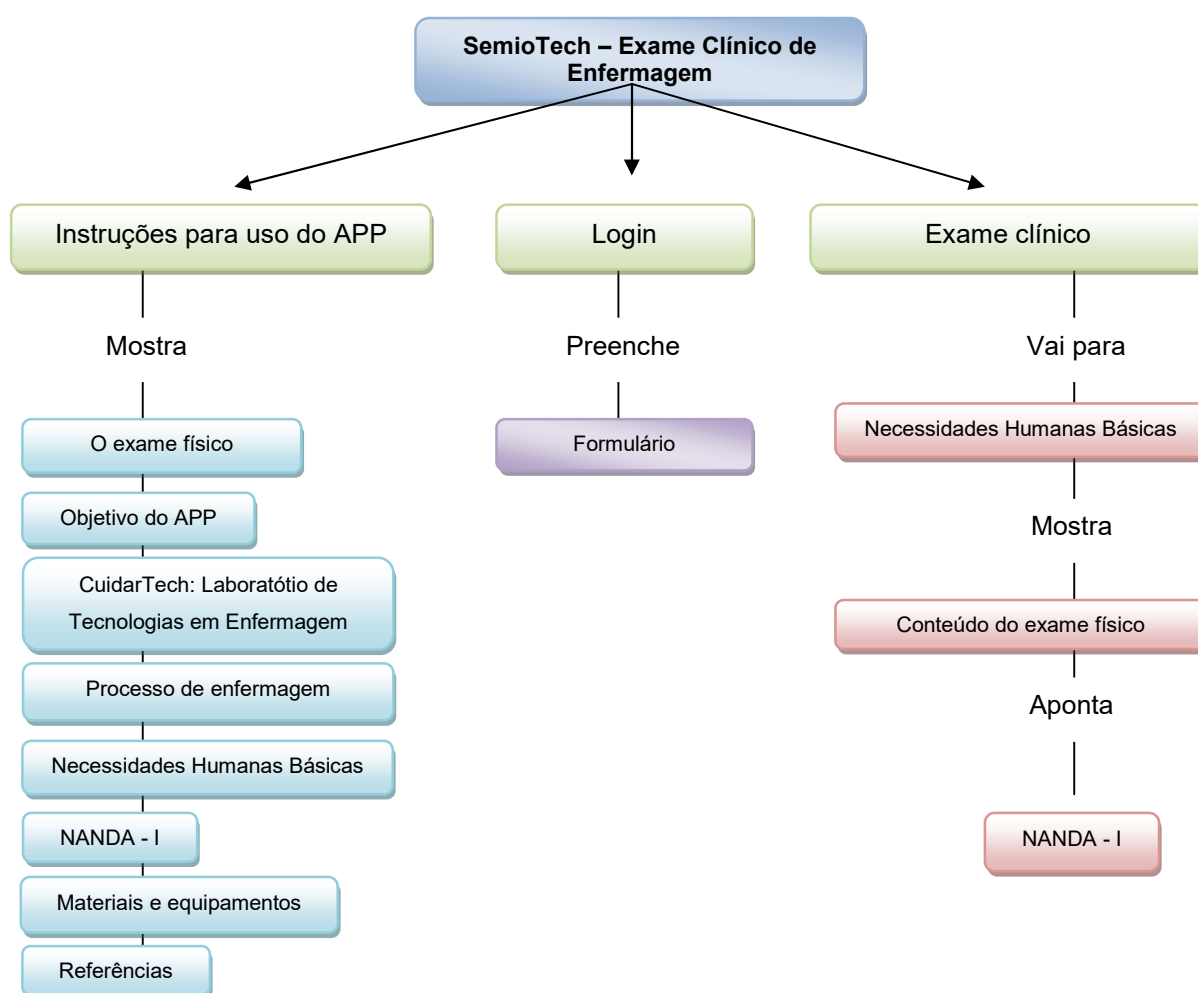 SemioTech – Exame Clínico de
Enfermagem
Instruções para uso do APP
Login
Exame clínico
Mostra
Preenche
Vai para
O exame físico
Formulário
Necessidades Humanas Básicas
Objetivo do APP
Mostra
CuidarTech: Laboratótio de
Tecnologias em Enfermagem
Conteúdo do exame físico
Processo de enfermagem
Aponta
Necessidades Humanas Básicas
NANDA - I
NANDA - I
Materiais e equipamentos
Referências